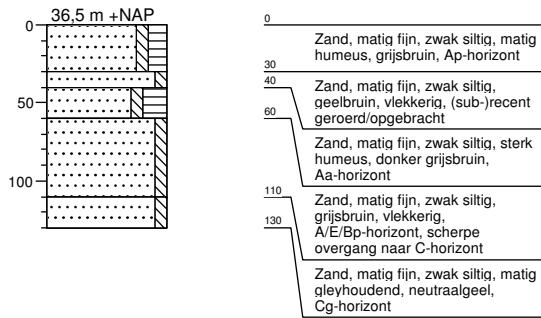 36,5 m +NAP
0
50
100
0
Zand, matig fijn, zwak siltig, matig
humeus, grijsbruin, Ap-horizont
30
Zand, matig fijn, zwak siltig,
geelbruin, vlekkerig, (sub-)recent
geroerd/opgebracht
40
Zand, matig fijn, zwak siltig, sterk
humeus, donker grijsbruin,
Aa-horizont
60
Zand, matig fijn, zwak siltig,
grijsbruin, vlekkerig,
A/E/Bp-horizont, scherpe
overgang naar C-horizont
110
Zand, matig fijn, zwak siltig, matig
gleyhoudend, neutraalgeel,
Cg-horizont
130